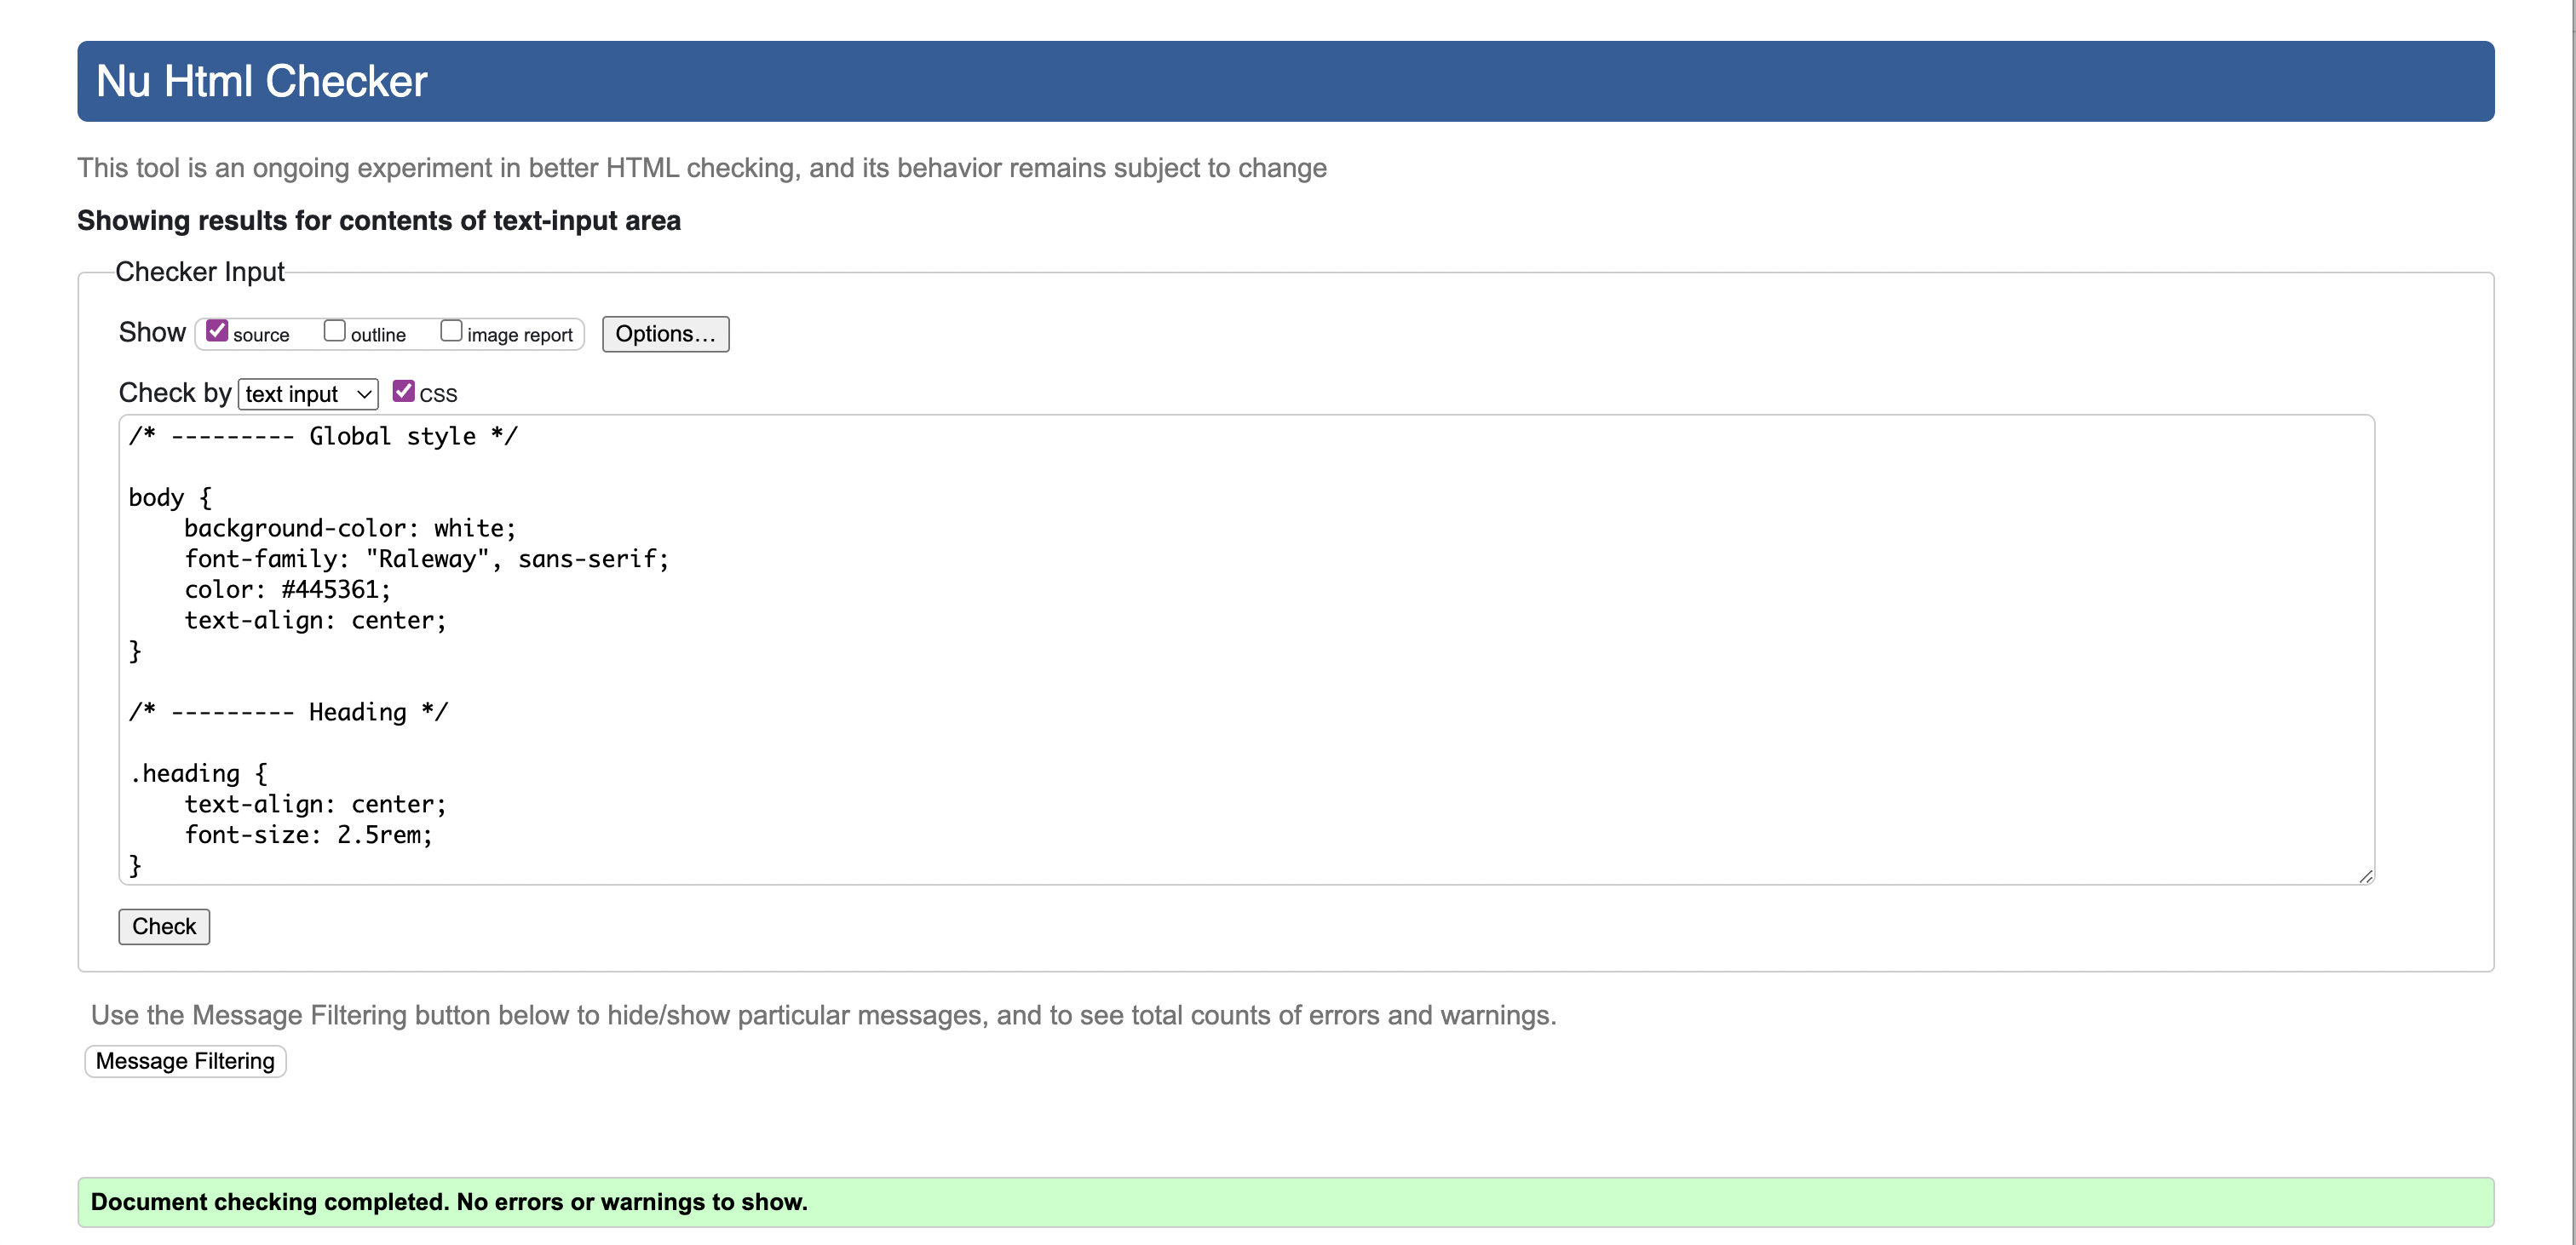 Nu Html Checker
This tool is an ongoing experiment in better HTML checking, and its behavior remains subject to change
Showing results for contents of text-input area
Checker Input
Show source outline image report Options...
Check by text input CSS
/* --------- Global style */
body {
    background-color: white;
    font-family: "Raleway", sans-serif;
    color: #445361;
    text-align: center;
}
/* --------- Heading */
.heading {
    text-align: center;
    font-size: 2.5rem;
}
Check
Use the Message Filtering button below to hide/show particular messages, and to see total counts of errors and warnings.
Message Filtering
Document checking completed. No errors or warnings to show.